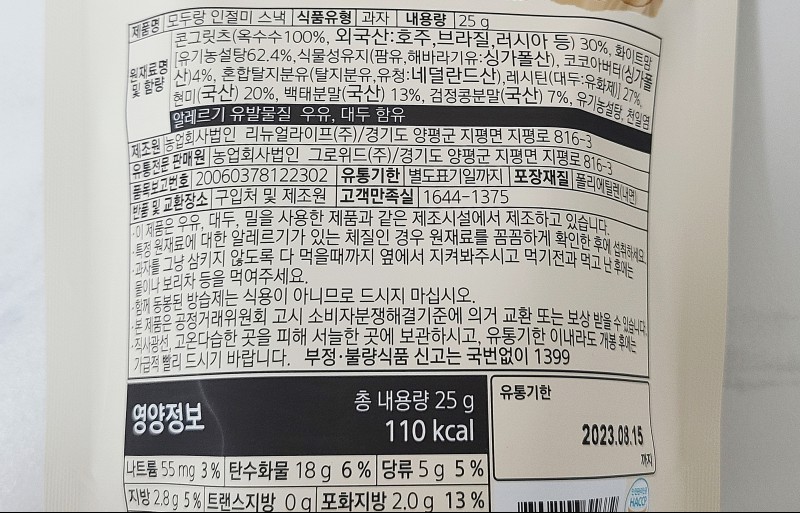 제품명 모두랑 인절미 스낵 식품유형 과자 내용량 25 g
원재료명 및 함량
콘그릿츠(옥수수100%, 외국산:호주,브라질,러시아 등) 30%, 화이트맘
[유기농설탕62.4%,식물성유지(팜유,해바라기유:싱가폴산), 코코아버터(싱가폴
산)4%, 혼합탈지분유(탈지분유,유청:네덜란드산),레시틴(대두:유화제)] 27%,
현미(국산) 20%, 백태분말(국산) 13%, 검정콩분말(국산) 7%, 유기농설탕, 천일염
알레르기 유발물질 우유, 대두 함유
제조원 농업회사법인 리뉴얼라이프(주)/경기도 양평군 지평면 지평로 816-3
유통전문 판매원 농업회사법인 그로위드(주)/경기도 양평군 지평면 지평로 816-3
품목보고번호 20060378122302 유통기한 별도표기일까지 포장재질 폴리에틸렌(내면)
반품 및 교환장소 구입처 및 제조원 고객만족실 1644-1375
·이 제품은 우유, 대두, 밀을 사용한 제품과 같은 제조시설에서 제조하고 있습니다.
·특정 원재료에 대한 알레르기가 있는 체질인 경우 원재료를 꼼꼼하게 확인한 후에 섭취하세요.
·과자를 그냥 삼키지 않도록 다 먹을때까지 옆에서 지켜봐주시고 먹기전과 먹고 난 후에는
물이나 보리차 등을 먹여주세요.
·함께 동봉된 방습제는 식용이 아니므로 드시지 마십시오.
·본 제품은 공정거래위원회 고시 소비자분쟁해결기준에 의거 교환 또는 보상 받을 수 있습니다.
·직사광선, 고온다습한 곳을 피해 서늘한 곳에 보관하시고, 유통기한 이내라도 개봉 후에는
가급적 빨리 드시기 바랍니다. 부정·불량식품 신고는 국번없이 1399
영양정보
총 내용량 25 g
110 kcal
나트륨 55 mg 3% 탄수화물 18 g 6% 당류 5 g 5%
지방 2.8 g 5% 트랜스지방 0 g 포화지방 2.0 g 13%
유통기한
2023.08.15
까지
HACCP